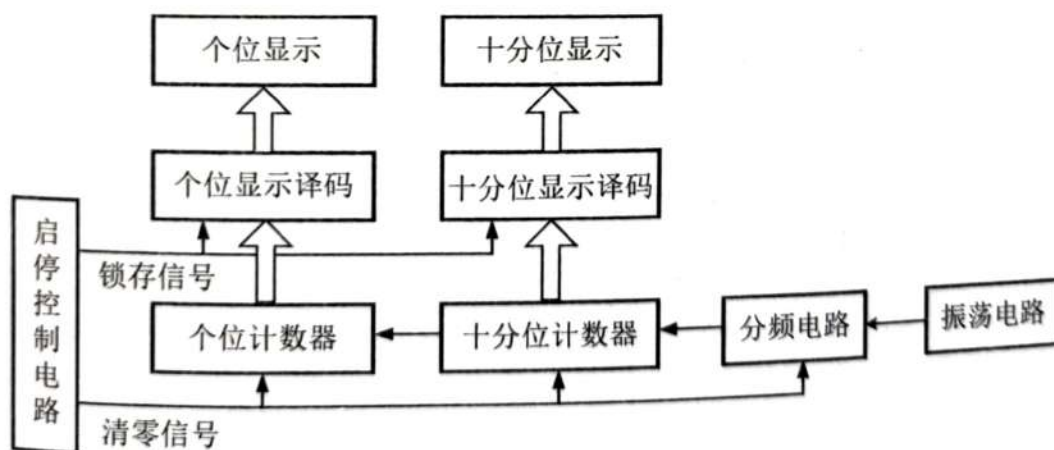 个位显示
十分位显示
个位显示译码
十分位显示译码
启停控制电路
锁存信号
个位计数器
十分位计数器
分频电路
振荡电路
清零信号